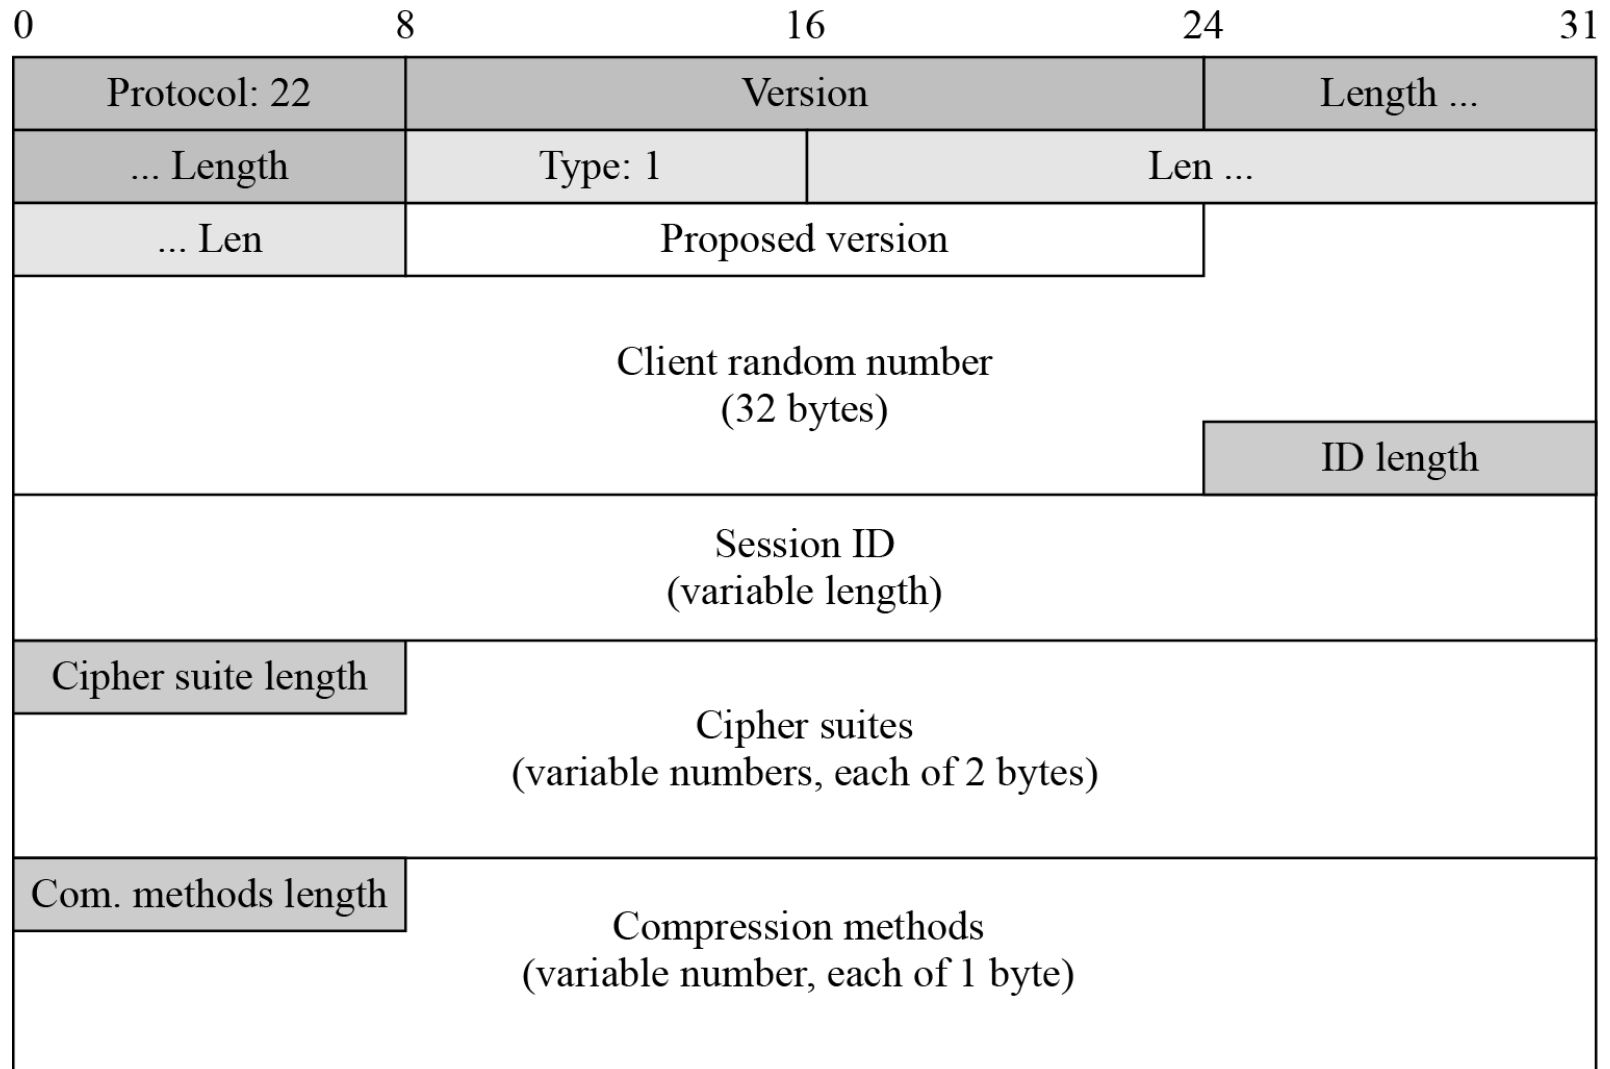 0 8 16 24 31
Protocol: 22 Version Length ...
... Length Type: 1 Len ...
... Len Proposed version
Client random number
(32 bytes)
ID length
Session ID
(variable length)
Cipher suite length
Cipher suites
(variable numbers, each of 2 bytes)
Com. methods length
Compression methods
(variable number, each of 1 byte)